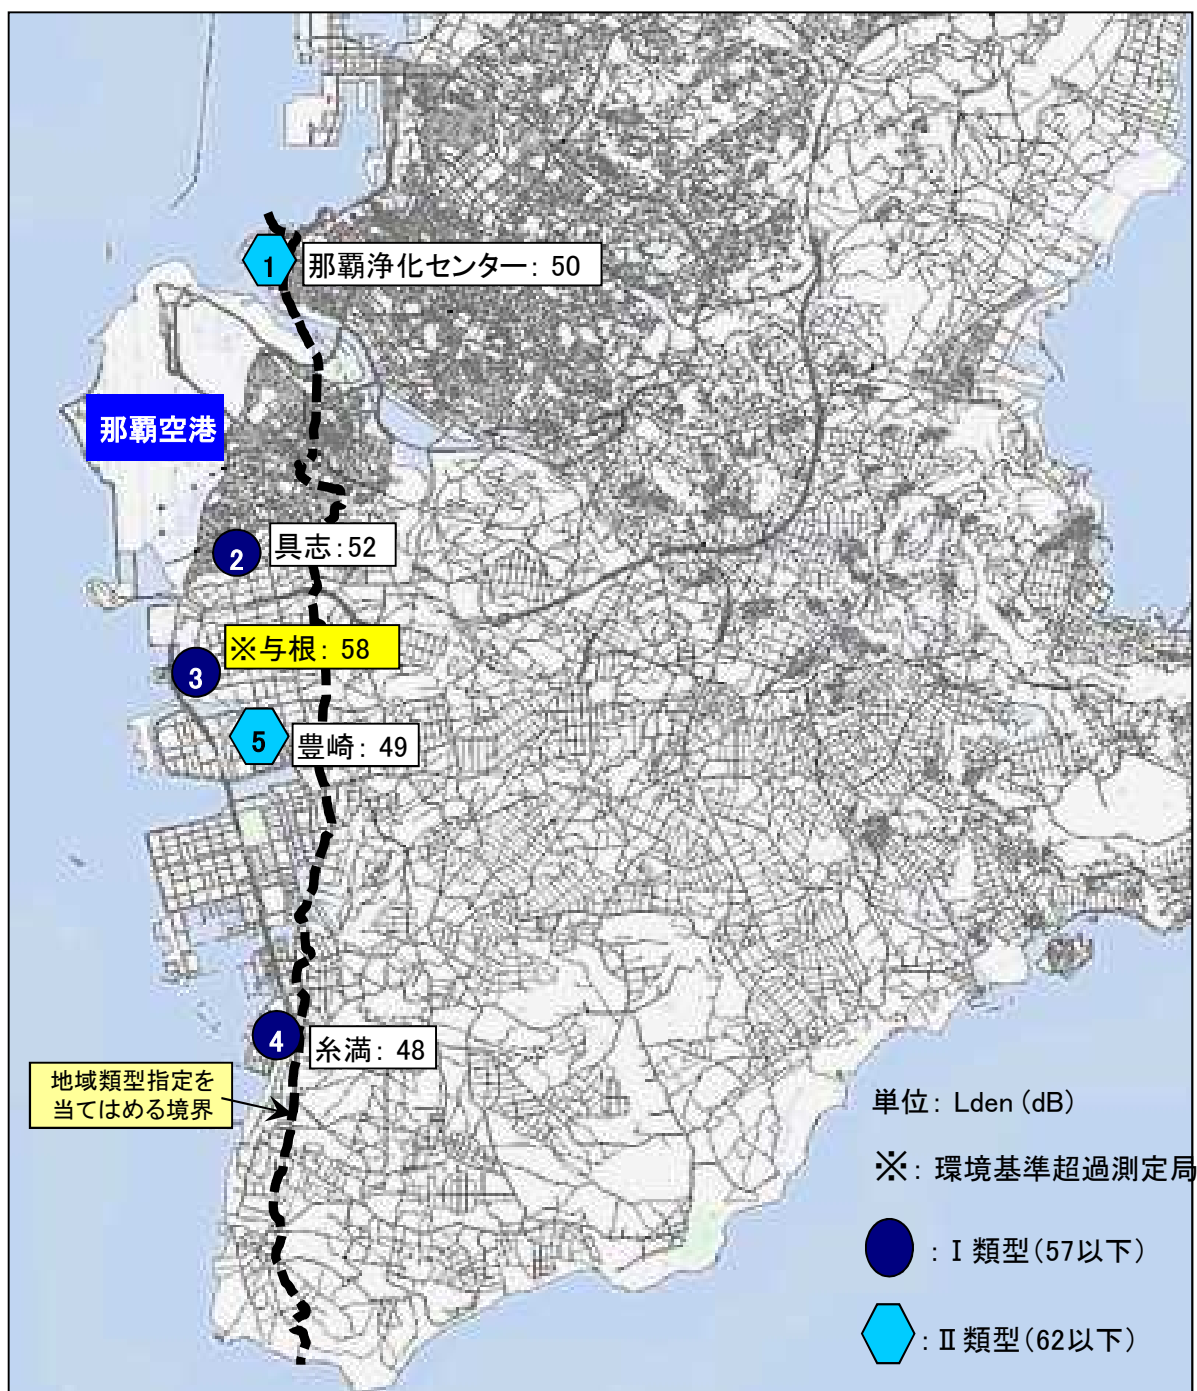 1
那覇浄化センター: 50
那覇空港
2
具志:52
※与根: 58
3
5
豊崎: 49
4
糸満: 48
地域類型指定を
当てはめる境界
単位: Lden (dB)
※: 環境基準超過測定局
: Ⅰ類型(57以下)
: Ⅱ類型(62以下)